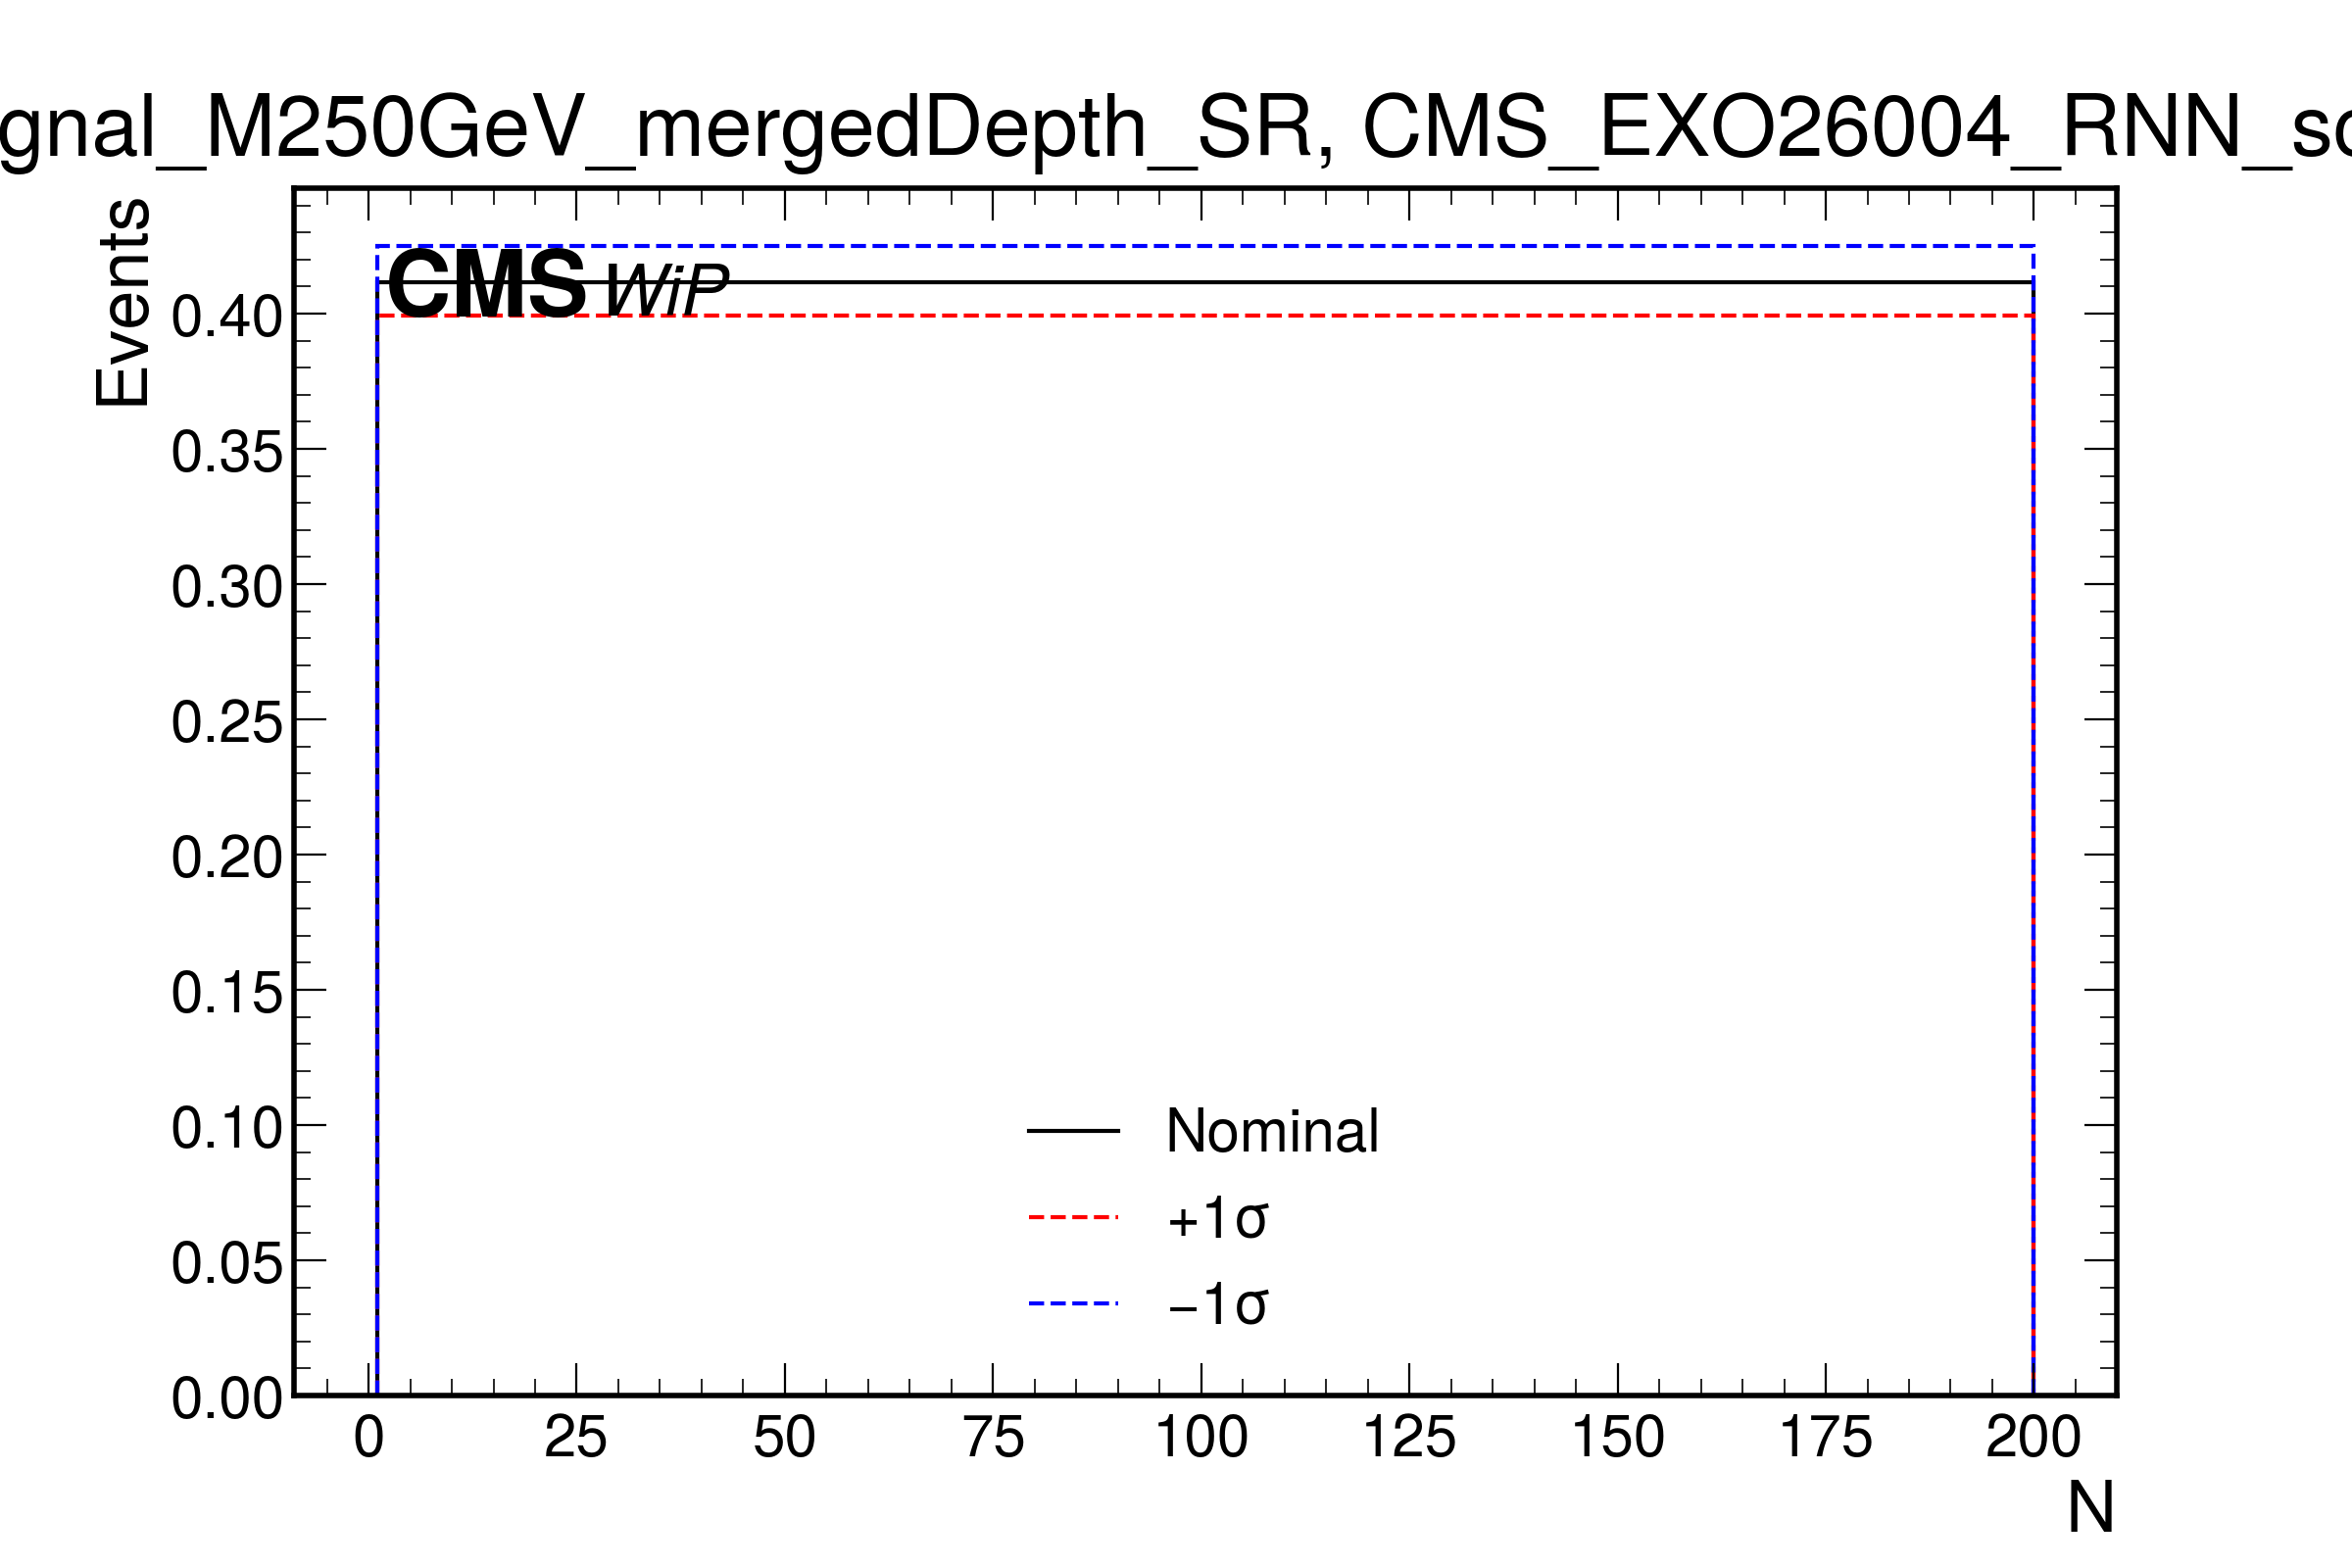 gnal_M250GeV_mergedDepth_SR, CMS_EXO26004_RNN_sc
Events
CMS WiP
0.40
0.35
0.30
0.25
0.20
0.15
0.10
0.05
0.00
Nominal
+1σ
−1σ
0 25 50 75 100 125 150 175 200
N